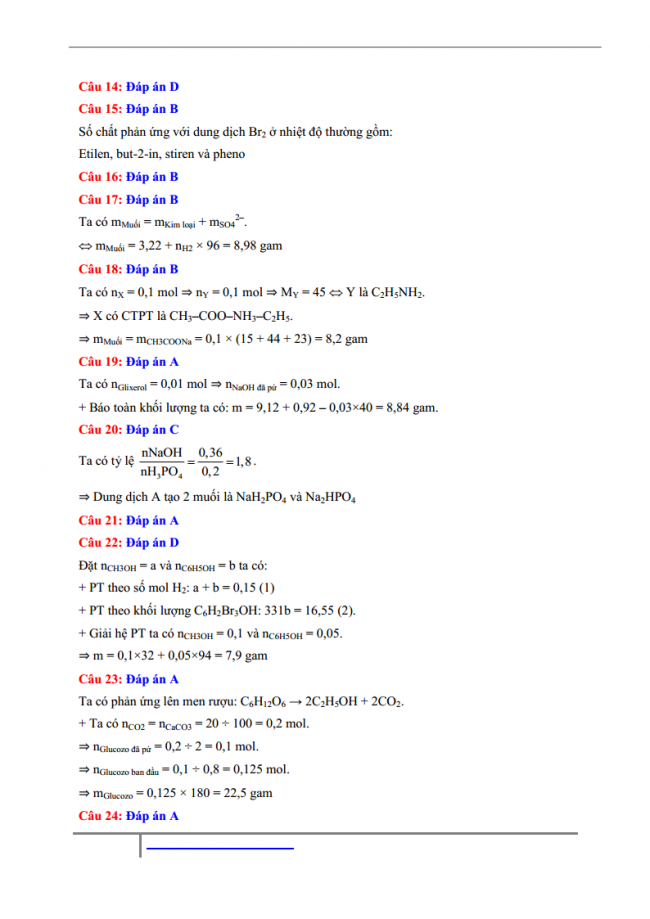 Câu 14: Đáp án D
Câu 15: Đáp án B
Số chất phản ứng với dung dịch Br₂ ở nhiệt độ thường gồm:
Etilen, but-2-in, stiren và pheno
Câu 16: Đáp án B
Câu 17: Đáp án B
Ta có mMuối = mKim loại + mSO4²⁻.
⇔ mMuối = 3,22 + nH2 × 96 = 8,98 gam
Câu 18: Đáp án B
Ta có nX = 0,1 mol ⇒ nY = 0,1 mol ⇒ MY = 45 ⇔ Y là C₂H₅NH₂.
⇒ X có CTPT là CH₃–COO–NH₃–C₂H₅.
⇒ mMuối = mCH3COONa = 0,1 × (15 + 44 + 23) = 8,2 gam
Câu 19: Đáp án A
Ta có nGlixerol = 0,01 mol ⇒ nNaOH đã pứ = 0,03 mol.
+ Bảo toàn khối lượng ta có: m = 9,12 + 0,92 – 0,03×40 = 8,84 gam.
Câu 20: Đáp án C
Ta có tỷ lệ nNaOH/nH₃PO₄ = 0,36/0,2 = 1,8.
⇒ Dung dịch A tạo 2 muối là NaH₂PO₄ và Na₂HPO₄
Câu 21: Đáp án A
Câu 22: Đáp án D
Đặt nCH3OH = a và nC6H5OH = b ta có:
+ PT theo số mol H₂: a + b = 0,15 (1)
+ PT theo khối lượng C₆H₂Br₃OH: 331b = 16,55 (2).
+ Giải hệ PT ta có nCH3OH = 0,1 và nC6H5OH = 0,05.
⇒ m = 0,1×32 + 0,05×94 = 7,9 gam
Câu 23: Đáp án A
Ta có phản ứng lên men rượu: C₆H₁₂O₆ → 2C₂H₅OH + 2CO₂.
+ Ta có nCO2 = nCaCO3 = 20 ÷ 100 = 0,2 mol.
⇒ nGlucozo đã pứ = 0,2 ÷ 2 = 0,1 mol.
⇒ nGlucozo ban đầu = 0,1 ÷ 0,8 = 0,125 mol.
⇒ mGlucozo = 0,125 × 180 = 22,5 gam
Câu 24: Đáp án A